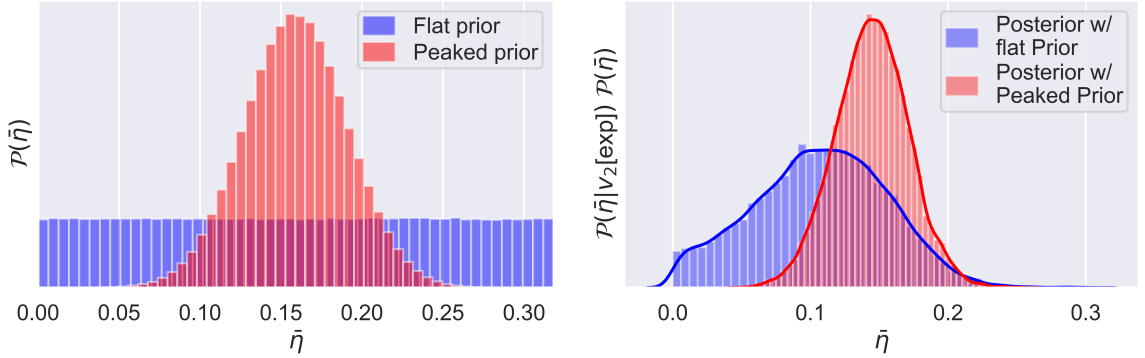 Flat prior
Peaked prior
𝒫(η̄)
0.00 0.05 0.10 0.15 0.20 0.25 0.30
η̄
Posterior w/
flat Prior
Posterior w/
Peaked Prior
𝒫(η̄|v₂[exp]) 𝒫(η̄)
0.0 0.1 0.2 0.3
η̄